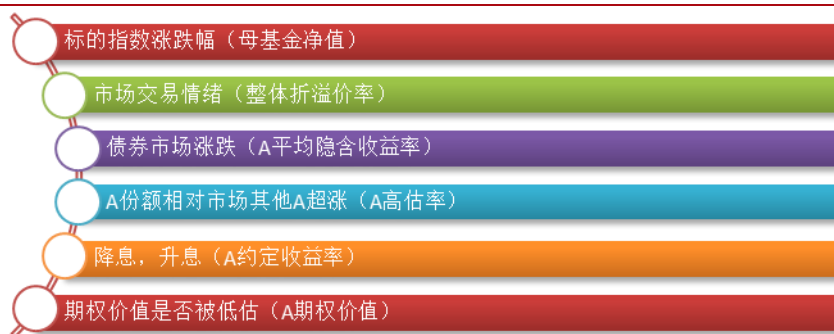 标的指数涨跌幅（母基金净值）
市场交易情绪（整体折溢价率）
债券市场涨跌（A平均隐含收益率）
A份额相对市场其他A超涨（A高估率）
降息，升息（A约定收益率）
期权价值是否被低估（A期权价值）